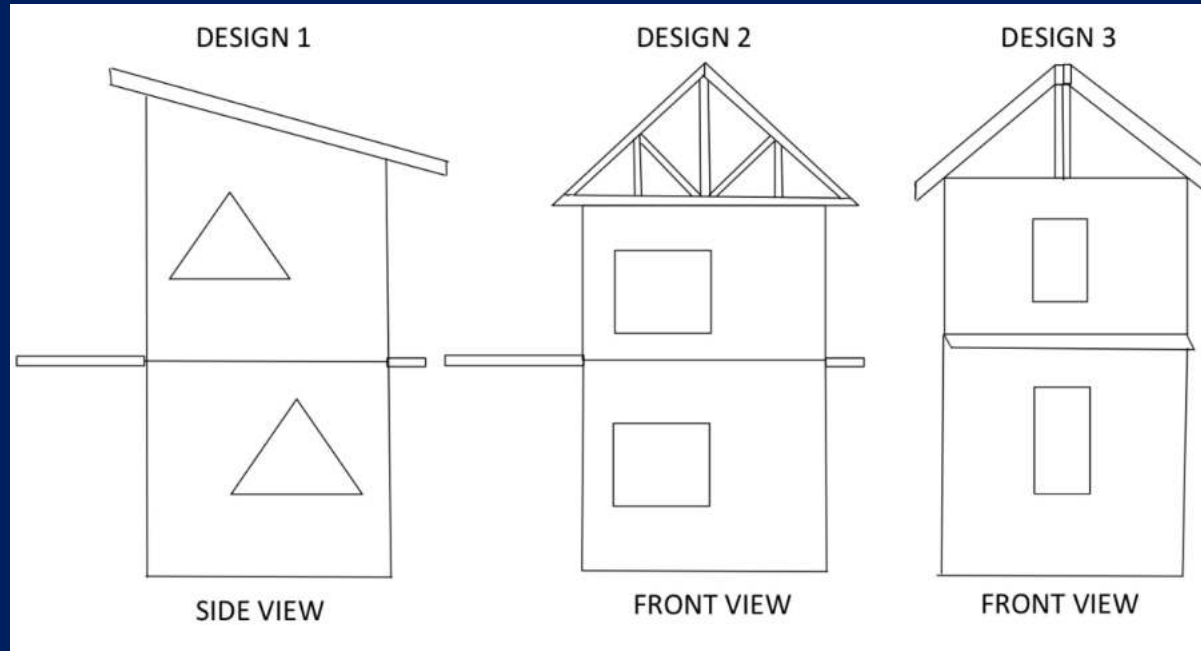 DESIGN 1
DESIGN 2
DESIGN 3
SIDE VIEW
FRONT VIEW
FRONT VIEW